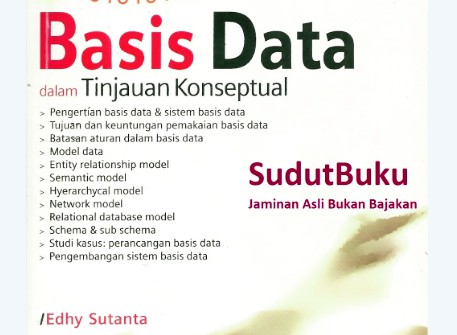 Basis Data
dalam Tinjauan Konseptual
> Pengertian basis data & sistem basis data
> Tujuan dan keuntungan pemakaian basis data
> Batasan aturan dalam basis data
> Model data
> Entity relationship model
> Semantic model
> Hyerarchycal model
> Network model
> Relational database model
> Schema & sub schema
> Studi kasus: perancangan basis data
> Pengembangan sistem basis data
SudutBuku
Jaminan Asli Bukan Bajakan
/Edhy Sutanta